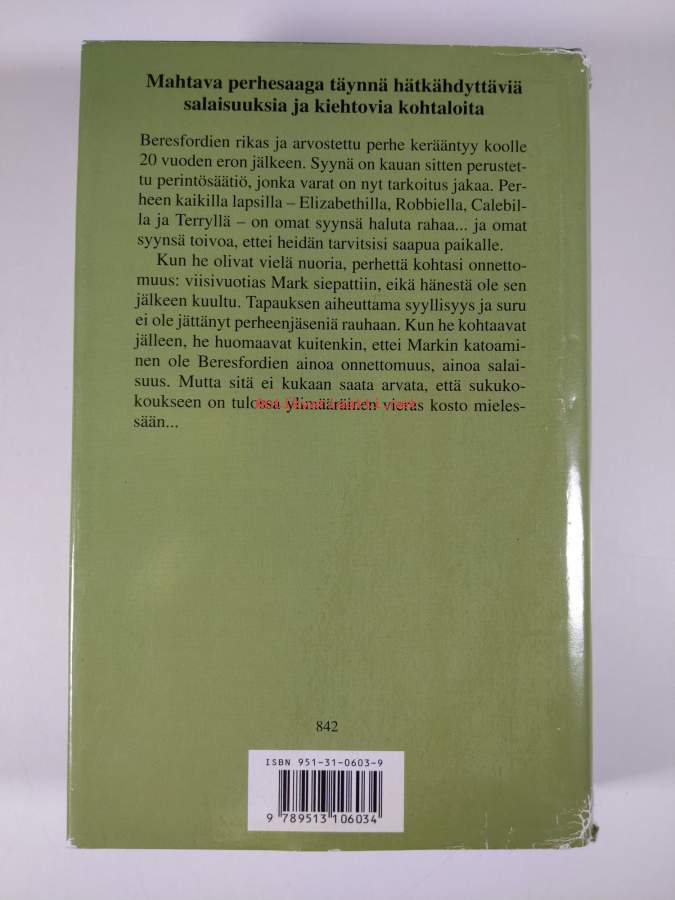 Mahtava perhesaaga täynnä hätkähdyttäviä
salaisuuksia ja kiehtovia kohtaloita
Beresfordien rikas ja arvostettu perhe kerääntyy koolle
20 vuoden eron jälkeen. Syynä on kauan sitten perustet-
tu perintösäätiö, jonka varat on nyt tarkoitus jakaa. Per-
heen kaikilla lapsilla – Elizabethilla, Robbiella, Calebil-
la ja Terryllä – on omat syynsä haluta rahaa... ja omat
syynsä toivoa, ettei heidän tarvitsisi saapua paikalle.
Kun he olivat vielä nuoria, perhettä kohtasi onnetto-
muus: viisivuotias Mark siepattiin, eikä hänestä ole sen
jälkeen kuultu. Tapauksen aiheuttama syyllisyys ja suru
ei ole jättänyt perheenjäseniä rauhaan. Kun he kohtaavat
jälleen, he huomaavat kuitenkin, ettei Markin katoami-
nen ole Beresfordien ainoa onnettomuus, ainoa salai-
suus. Mutta sitä ei kukaan saata arvata, että sukuko-
koukseen on tulossa ylimääräinen vieras kosto mieles-
sään...
842
ISBN 951-31-0603-9
9 789513 106034